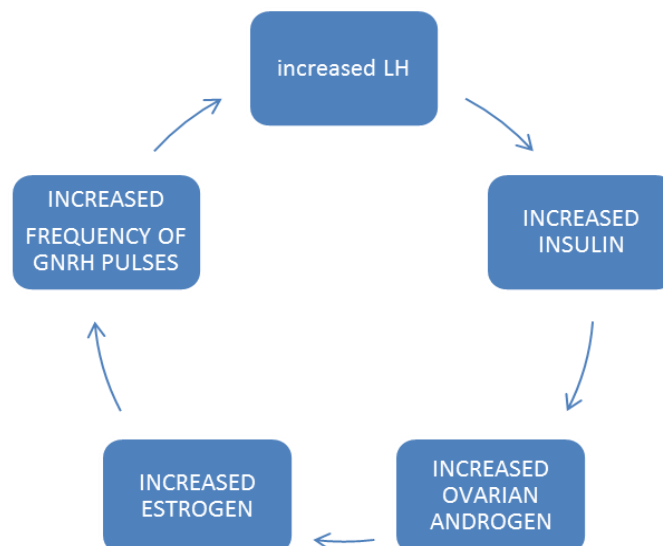 increased LH
INCREASED
INSULIN
INCREASED
OVARIAN
ANDROGEN
INCREASED
ESTROGEN
INCREASED
FREQUENCY OF
GNRH PULSES